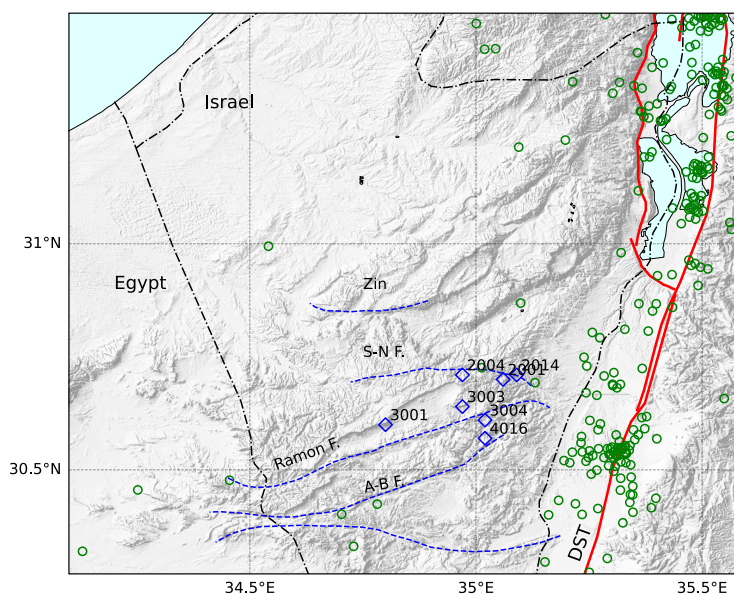 Israel
31°N
Egypt
Zin
S-N F.
2004
2014
2001
3003
3004
3001
4016
Ramon F.
30.5°N
A-B F.
DST
34.5°E
35°E
35.5°E